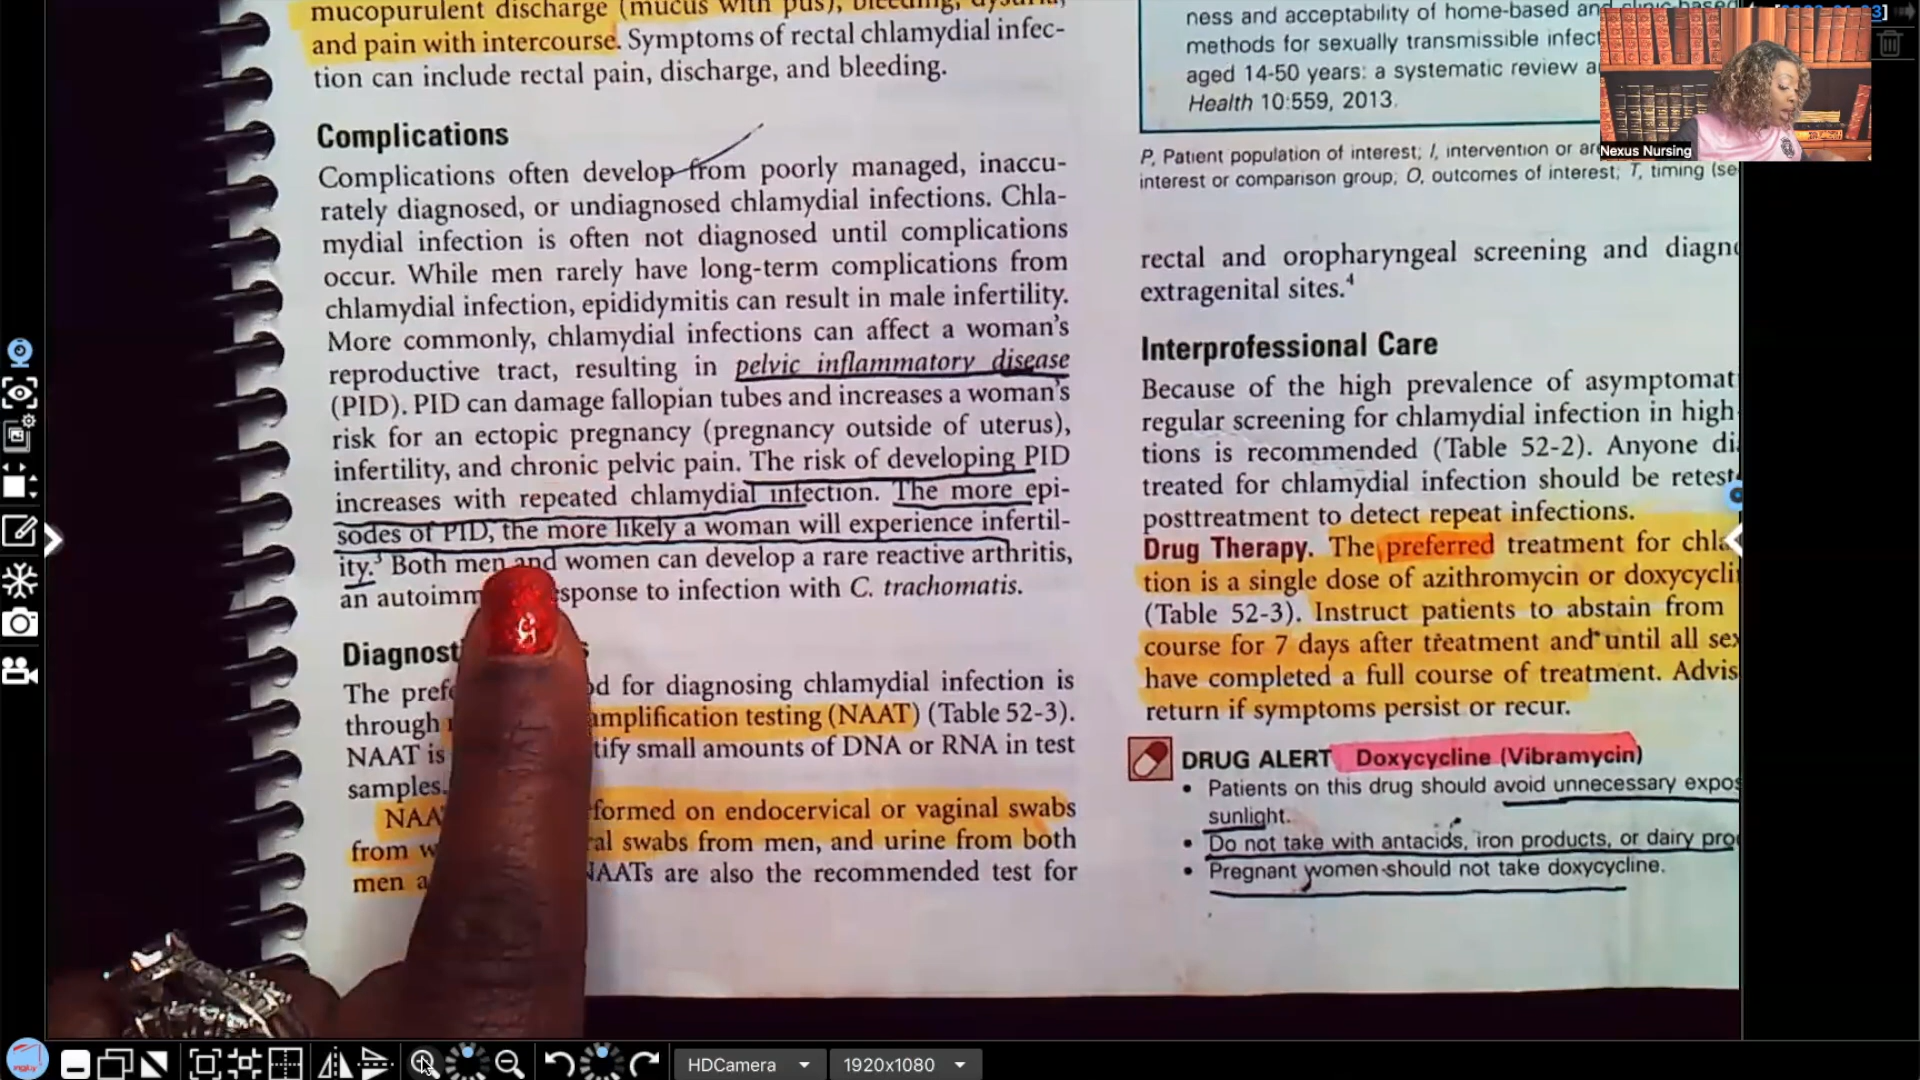 mucopurulent discharge (mucus with pus), bleeding, dysuria,
and pain with intercourse. Symptoms of rectal chlamydial infec-
tion can include rectal pain, discharge, and bleeding.
Complications
Complications often develop from poorly managed, inaccu-
rately diagnosed, or undiagnosed chlamydial infections. Chla-
mydial infection is often not diagnosed until complications
occur. While men rarely have long-term complications from
chlamydial infection, epididymitis can result in male infertility.
More commonly, chlamydial infections can affect a woman's
reproductive tract, resulting in pelvic inflammatory disease
(PID). PID can damage fallopian tubes and increases a woman's
risk for an ectopic pregnancy (pregnancy outside of uterus),
infertility, and chronic pelvic pain. The risk of developing PID
increases with repeated chlamydial infection. The more epi-
sodes of PID, the more likely a woman will experience infertil-
ity.³ Both men and women can develop a rare reactive arthritis,
an autoimm sponse to infection with C. trachomatis.
Diagnost s
The pref d for diagnosing chlamydial infection is
through amplification testing (NAAT) (Table 52-3).
NAAT is tify small amounts of DNA or RNA in test
samples.
NAA formed on endocervical or vaginal swabs
from w al swabs from men, and urine from both
men a NAATs are also the recommended test for
ness and acceptability of home-based and clinic-based
methods for sexually transmissible infect
aged 14-50 years: a systematic review a
Health 10:559, 2013.
P, Patient population of interest; I, intervention or ar
interest or comparison group; O, outcomes of interest; T, timing (se
rectal and oropharyngeal screening and diagn
extragenital sites.⁴
Interprofessional Care
Because of the high prevalence of asymptomat
regular screening for chlamydial infection in high
tions is recommended (Table 52-2). Anyone di
treated for chlamydial infection should be retest
posttreatment to detect repeat infections.
Drug Therapy. The preferred treatment for chla
tion is a single dose of azithromycin or doxycycli
(Table 52-3). Instruct patients to abstain from
course for 7 days after treatment and until all sex
have completed a full course of treatment. Advis
return if symptoms persist or recur.
DRUG ALERT Doxycycline (Vibramycin)
• Patients on this drug should avoid unnecessary expos
sunlight.
• Do not take with antacids, iron products, or dairy pro
• Pregnant women should not take doxycycline.
Nexus Nursing
HDCamera
1920x1080